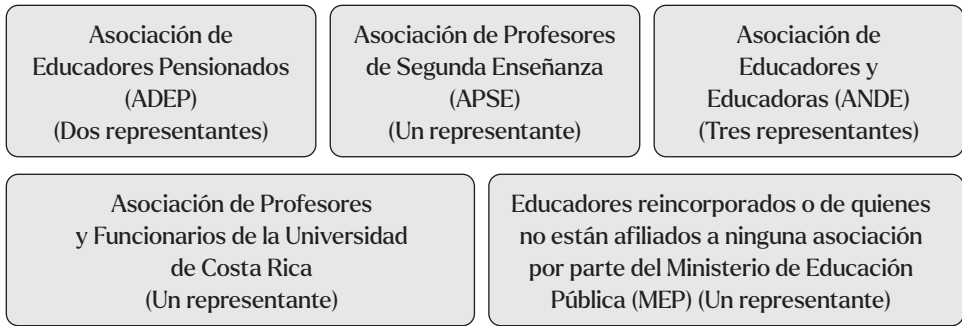 Asociación de
Educadores Pensionados
(ADEP)
(Dos representantes)
Asociación de Profesores
de Segunda Enseñanza
(APSE)
(Un representante)
Asociación de
Educadores y
Educadoras (ANDE)
(Tres representantes)
Asociación de Profesores
y Funcionarios de la Universidad
de Costa Rica
(Un representante)
Educadores reincorporados o de quienes
no están afiliados a ninguna asociación
por parte del Ministerio de Educación
Pública (MEP) (Un representante)